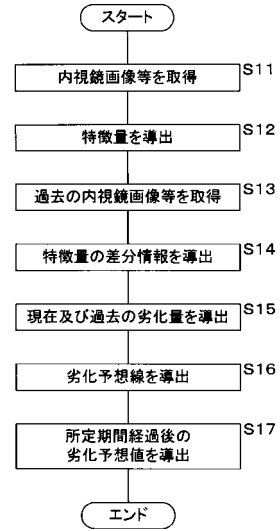 スタート
内視鏡画像等を取得 S11
特徴量を導出 S12
過去の内視鏡画像等を取得 S13
特徴量の差分情報を導出 S14
現在及び過去の劣化量を導出 S15
劣化予想線を導出 S16
所定期間経過後の S17
劣化予想値を導出
エンド